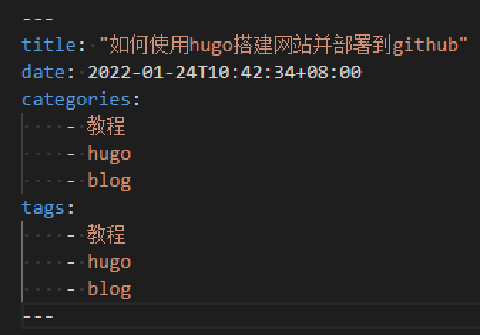 ---
title: "如何使用hugo搭建网站并部署到github"
date: 2022-01-24T10:42:34+08:00
categories:
    - 教程
    - hugo
    - blog
tags:
    - 教程
    - hugo
    - blog
---